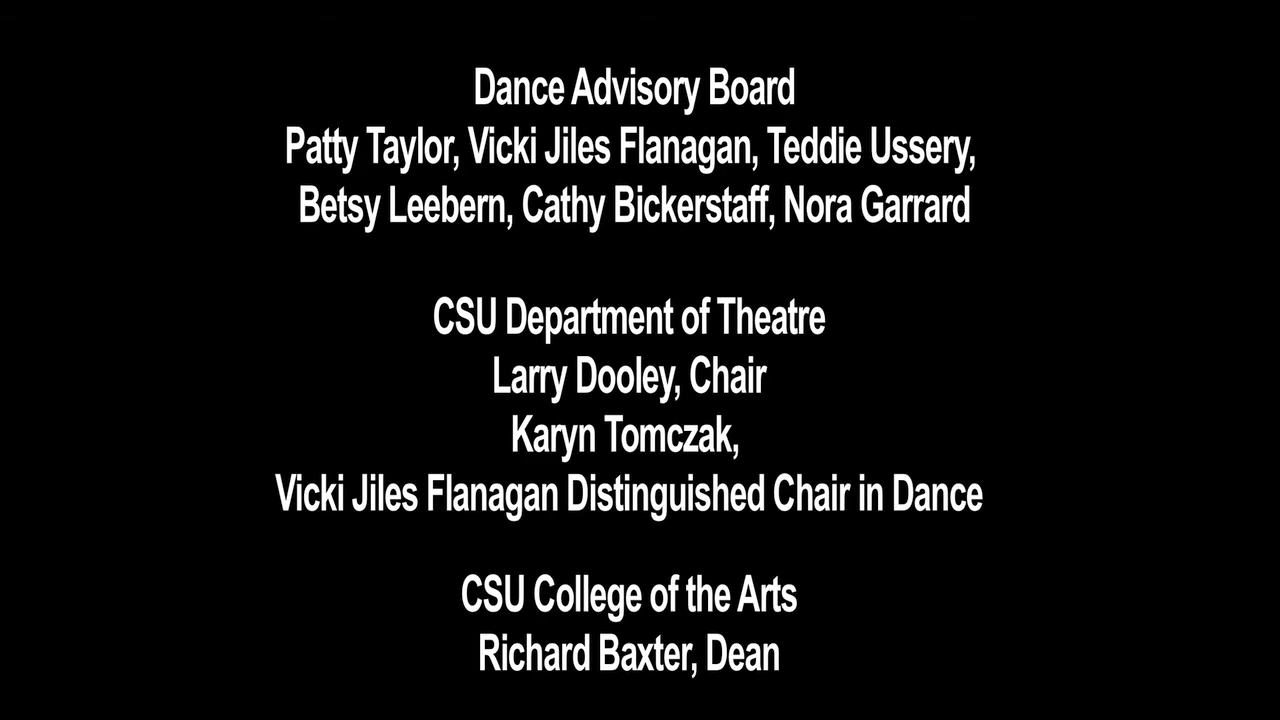 Dance Advisory Board
Patty Taylor, Vicki Jiles Flanagan, Teddie Ussery,
Betsy Leebern, Cathy Bickerstaff, Nora Garrard
CSU Department of Theatre
Larry Dooley, Chair
Karyn Tomczak,
Vicki Jiles Flanagan Distinguished Chair in Dance
CSU College of the Arts
Richard Baxter, Dean